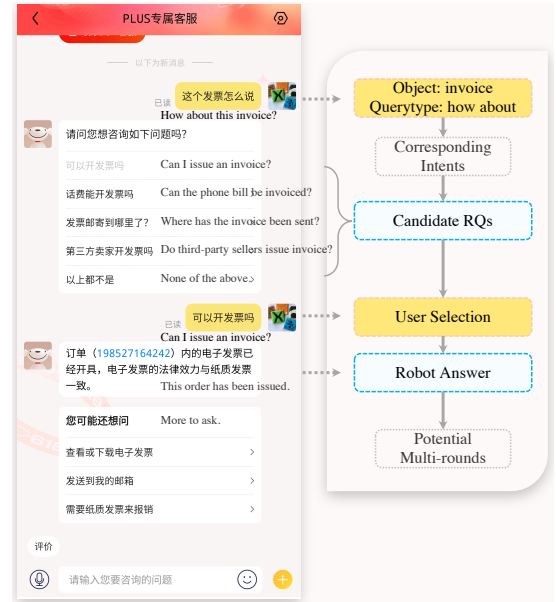 PLUS专属客服
以下为新消息
已读
这个发票怎么说
How about this invoice?
请问您想咨询如下问题吗?
可以开发票吗 Can I issue an invoice?
话费能开发票吗 Can the phone bill be invoiced?
发票邮寄到哪里了? Where has the invoice been sent?
第三方卖家开发票吗 Do third-party sellers issue invoice?
以上都不是 None of the above.
已读
可以开发票吗
Can I issue an invoice?
订单(198527164242)内的电子发票已
经开具,电子发票的法律效力与纸质发票
一致。 This order has been issued.
您可能还想问 More to ask.
查看或下载电子发票
发送到我的邮箱
需要纸质发票来报销
评价
请输入您要咨询的问题
Object: invoice
Querytype: how about
Corresponding
Intents
Candidate RQs
User Selection
Robot Answer
Potential
Multi-rounds